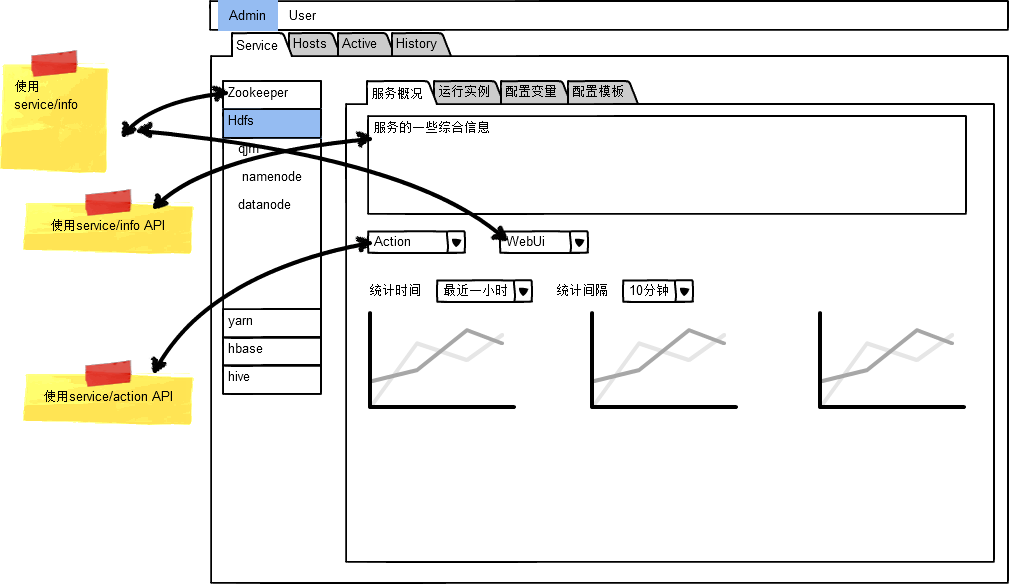 Admin User
Service Hosts Active History
使用
service/info
使用service/info API
使用service/action API
Zookeeper
Hdfs
qjm
namenode
datanode
yarn
hbase
hive
服务概况 运行实例 配置变量 配置模板
服务的一些综合信息
Action WebUi
统计时间 最近一小时 统计间隔 10分钟